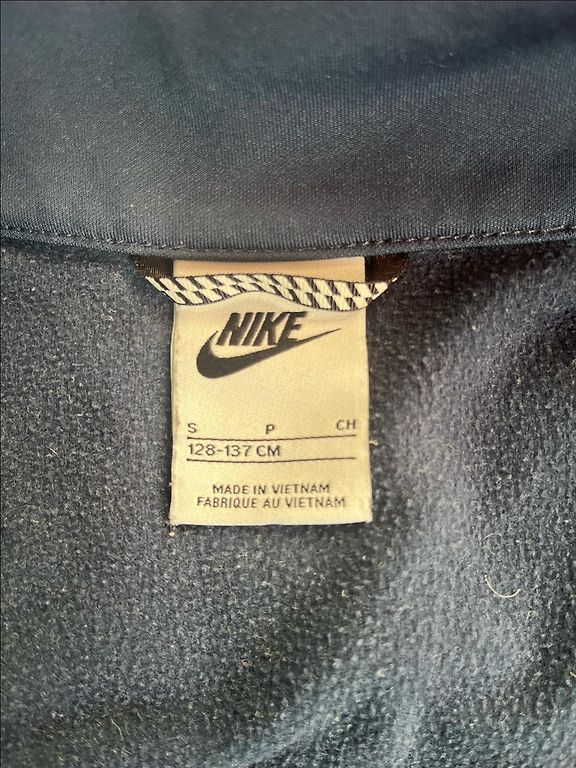 NIKE
S P CH
128-137 CM
MADE IN VIETNAM
FABRIQUE AU VIETNAM